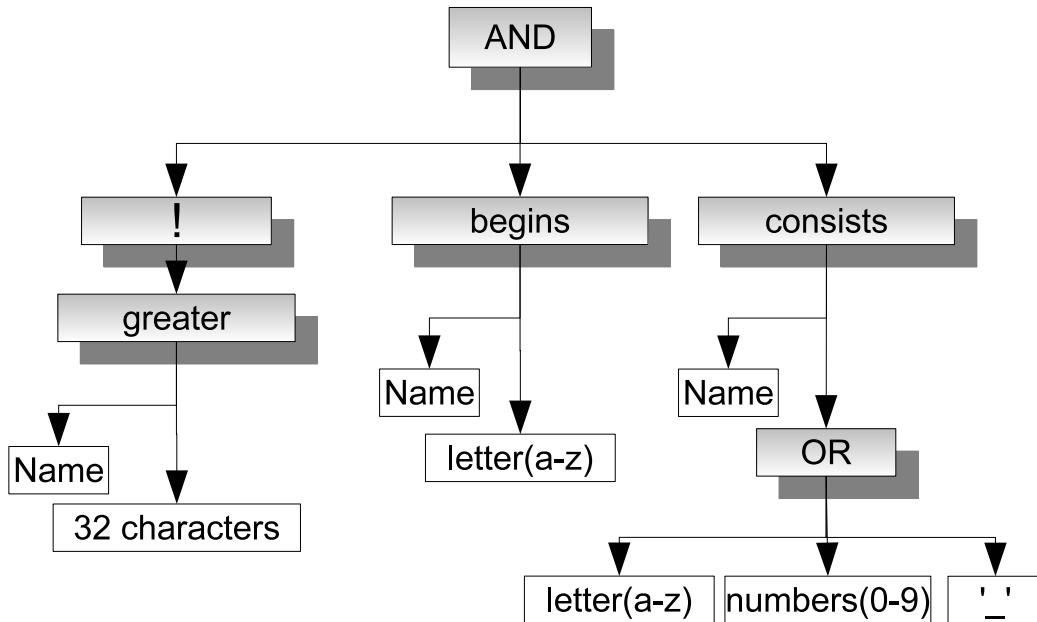 AND
!
begins
consists
greater
Name
Name
Name
letter(a-z)
OR
32 characters
letter(a-z)
numbers(0-9)
'_'